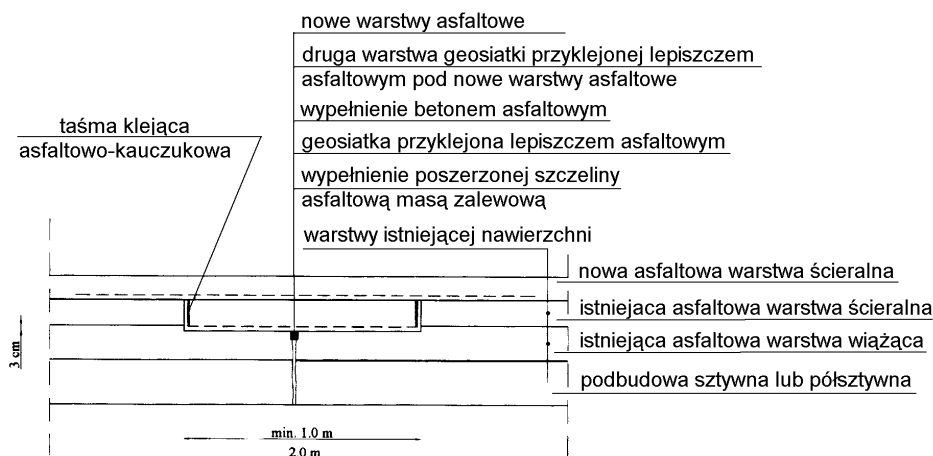 nowe warstwy asfaltowe
druga warstwa geosiatki przyklejonej lepiszczem
asfaltowym pod nowe warstwy asfaltowe
wypełnienie betonem asfaltowym
taśma klejąca
asfaltowo-kauczukowa
geosiatka przyklejona lepiszczem asfaltowym
wypełnienie poszerzonej szczeliny
asfaltową masą zalewową
warstwy istniejącej nawierzchni
nowa asfaltowa warstwa ścieralna
istniejaca asfaltowa warstwa ścieralna
istniejąca asfaltowa warstwa wiążąca
podbudowa sztywna lub półsztywna
3 cm
min. 1.0 m
2.0 m